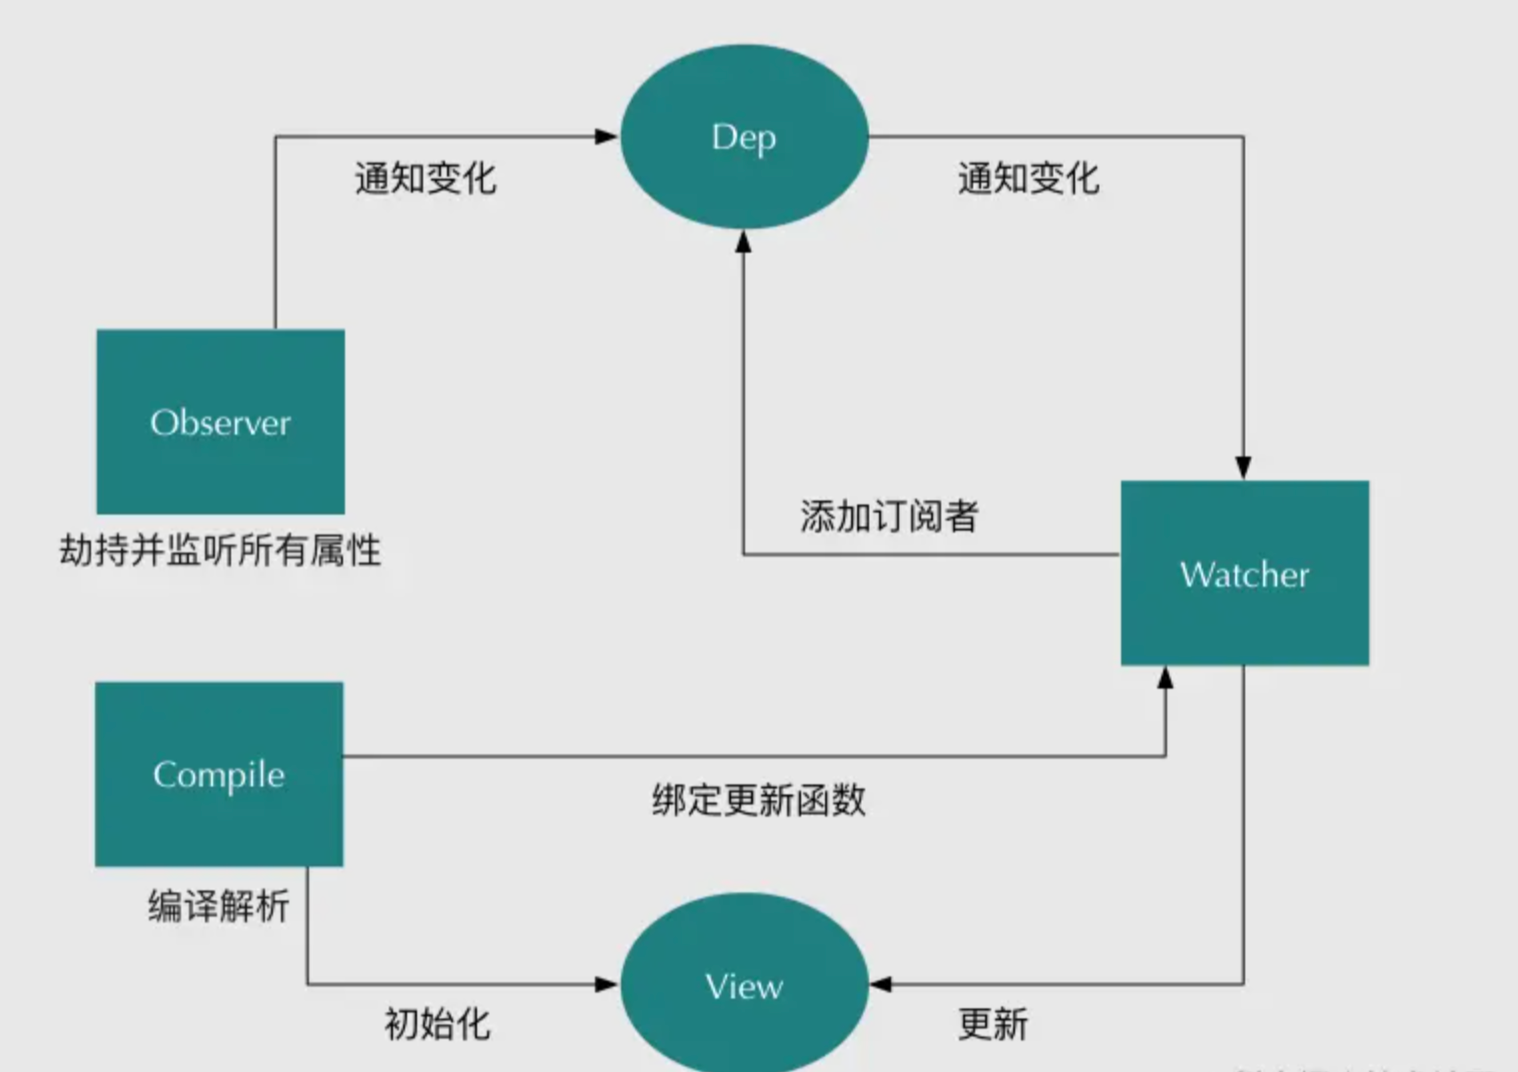 Dep
通知变化
通知变化
Observer
劫持并监听所有属性
添加订阅者
Watcher
Compile
绑定更新函数
编译解析
View
初始化
更新